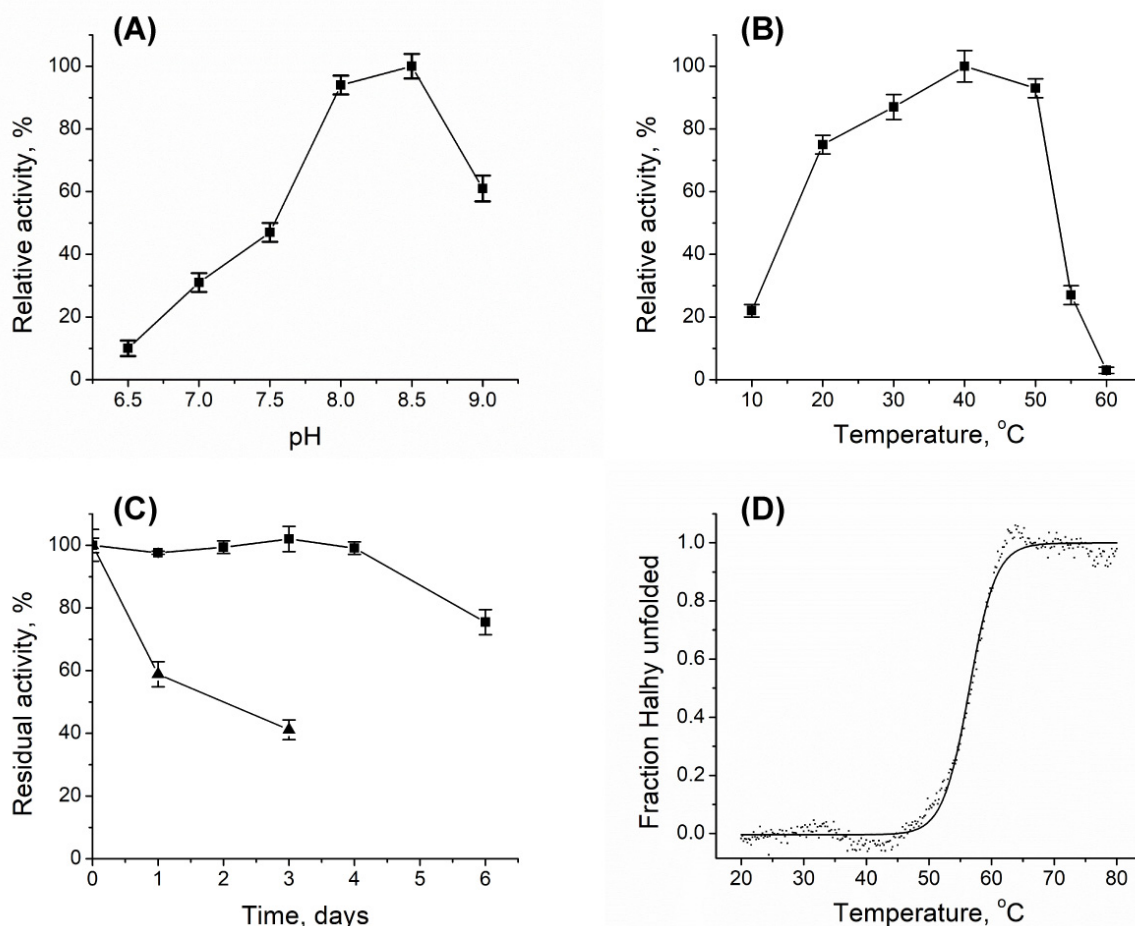 (A)
Relative activity, %
100
80
60
40
20
0
6.5 7.0 7.5 8.0 8.5 9.0
pH
(B)
Relative activity, %
100
80
60
40
20
0
10 20 30 40 50 60
Temperature, °C
(C)
Residual activity, %
100
80
60
40
20
0
0 1 2 3 4 5 6
Time, days
(D)
Fraction Halhy unfolded
1.0
0.8
0.6
0.4
0.2
0.0
20 30 40 50 60 70 80
Temperature, °C